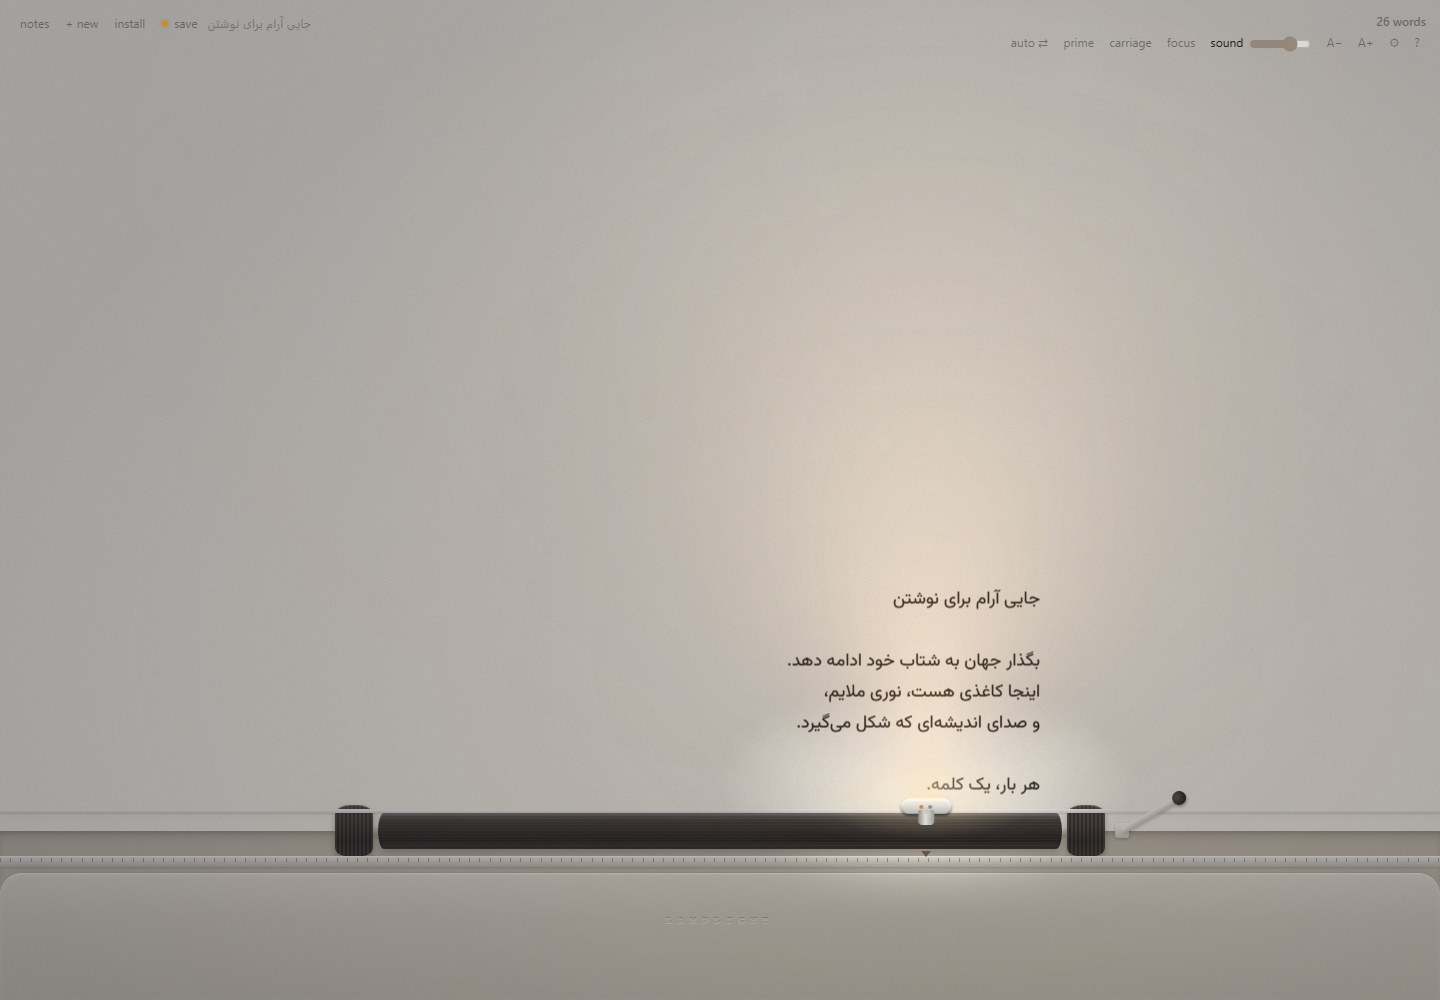 notes + new install save جایی آرام برای نوشتن
26 words
auto ⇄ prime carriage focus sound A− A+ ⚙ ?
جایی آرام برای نوشتن
بگذار جهان به شتاب خود ادامه دهد.
اینجا کاغذی هست، نوری ملایم،
و صدای اندیشه‌ای که شکل می‌گیرد.
هر بار، یک کلمه.